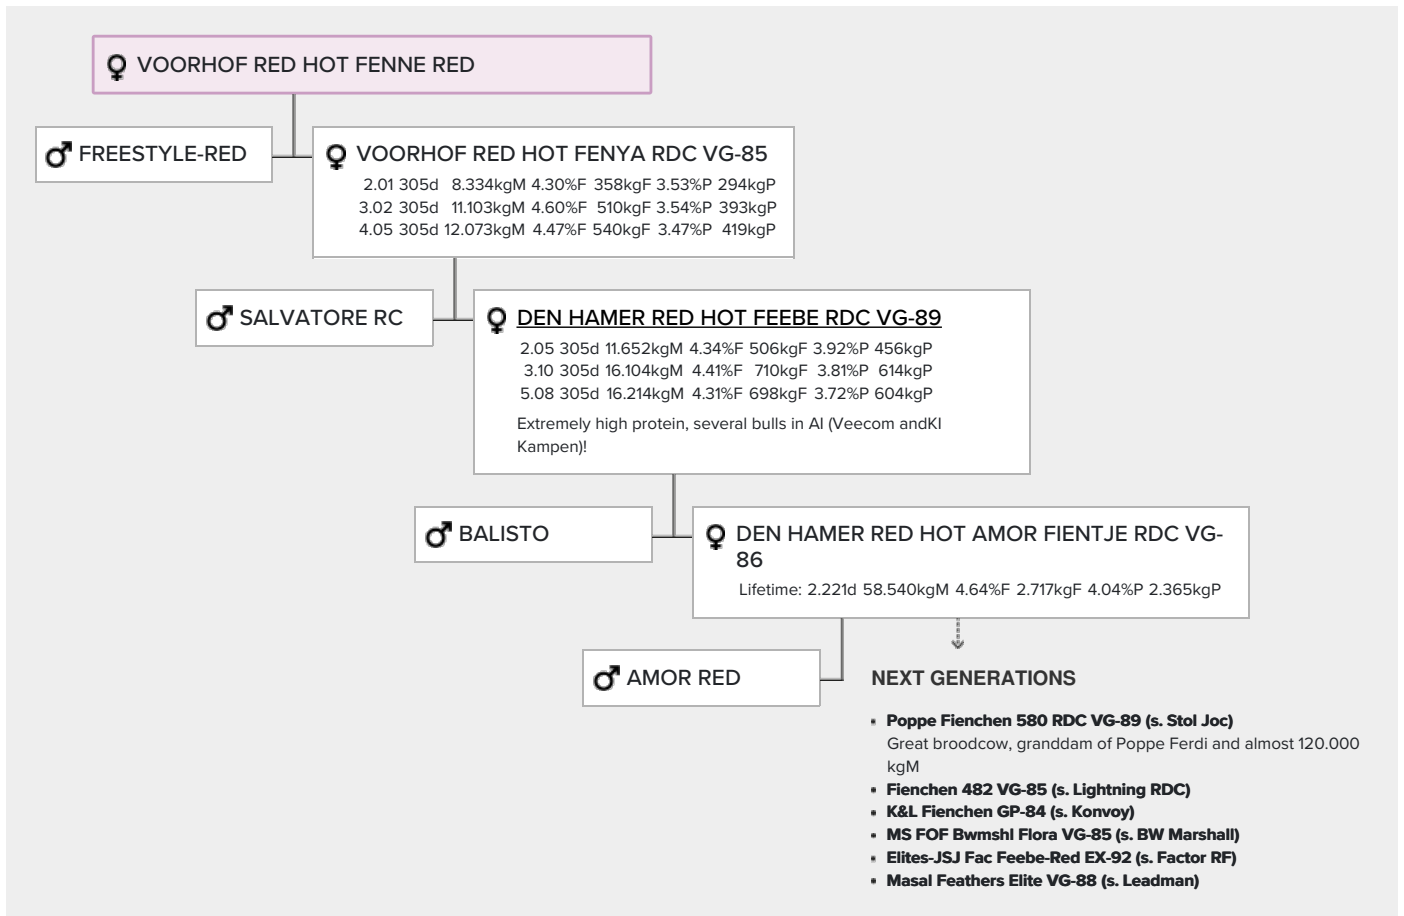 VOORHOF RED HOT FENNE RED
FREESTYLE-RED
VOORHOF RED HOT FENYA RDC VG-85
2.01 305d 8.334kgM 4.30%F 358kgF 3.53%P 294kgP
3.02 305d 11.103kgM 4.60%F 510kgF 3.54%P 393kgP
4.05 305d 12.073kgM 4.47%F 540kgF 3.47%P 419kgP
SALVATORE RC
DEN HAMER RED HOT FEEBE RDC VG-89
2.05 305d 11.652kgM 4.34%F 506kgF 3.92%P 456kgP
3.10 305d 16.104kgM 4.41%F 710kgF 3.81%P 614kgP
5.08 305d 16.214kgM 4.31%F 698kgF 3.72%P 604kgP
Extremely high protein, several bulls in AI (Veecom andKI
Kampen)!
BALISTO
DEN HAMER RED HOT AMOR FIENTJE RDC VG-
86
Lifetime: 2.221d 58.540kgM 4.64%F 2.717kgF 4.04%P 2.365kgP
AMOR RED
NEXT GENERATIONS
• Poppe Fienchen 580 RDC VG-89 (s. Stol Joc)
Great broodcow, granddam of Poppe Ferdi and almost 120.000
kgM
• Fienchen 482 VG-85 (s. Lightning RDC)
• K&L Fienchen GP-84 (s. Konvoy)
• MS FOF Bwmshl Flora VG-85 (s. BW Marshall)
• Elites-JSJ Fac Feebe-Red EX-92 (s. Factor RF)
• Masal Feathers Elite VG-88 (s. Leadman)